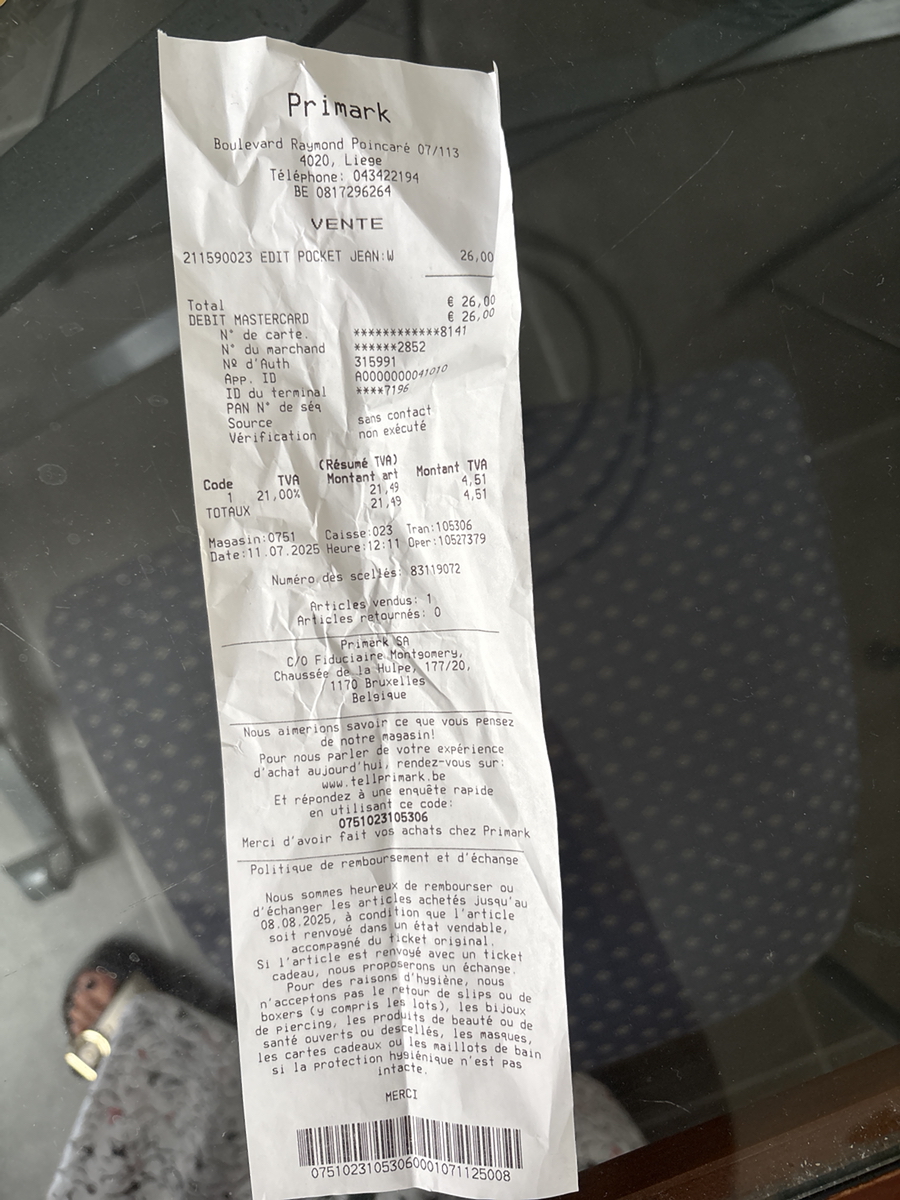 Primark
Boulevard Raymond Poincaré 07/113
4020, Liege
Téléphone: 043422194
BE 0817296264
VENTE
211590023 EDIT POCKET JEAN:W 26,00
Total € 26,00
DEBIT MASTERCARD € 26,00
N° de carte. ************8141
N° du marchand ******2852
Nº d'Auth 315991
App. ID A0000000041010
ID du terminal ****7196
PAN N° de séq
Source sans contact
Vérification non exécuté
(Résumé TVA)
Code TVA Montant art Montant TVA
1 21,00% 21,49 4,51
TOTAUX 21,49 4,51
Magasin:0751 Caisse:023 Tran:105306
Date:11.07.2025 Heure:12:11 Oper:10527379
Numéro des scellés: 83119072
Articles vendus: 1
Articles retournés: 0
Primark SA
C/O Fiduciaire Montgomery,
Chaussée de la Hulpe, 177/20,
1170 Bruxelles
Belgique
Nous aimerions savoir ce que vous pensez
de notre magasin!
Pour nous parler de votre expérience
d'achat aujourd'hui, rendez-vous sur:
www.tellprimark.be
Et répondez à une enquête rapide
en utilisant ce code:
0751023105306
Merci d'avoir fait vos achats chez Primark
Politique de remboursement et d'échange
Nous sommes heureux de rembourser ou
d'échanger les articles achetés jusqu'au
08.08.2025, à condition que l'article
soit renvoyé dans un état vendable,
accompagné du ticket original.
Si l'article est renvoyé avec un ticket
cadeau, nous proposerons un échange.
Pour des raisons d'hygiène, nous
n'acceptons pas le retour de slips ou de
boxers (y compris les lots), les bijoux
de piercing, les produits de beauté ou de
santé ouverts ou descellés, les masques,
les cartes cadeaux ou les maillots de bain
si la protection hygiénique n'est pas
intacte.
MERCI
07510231053060001071125008